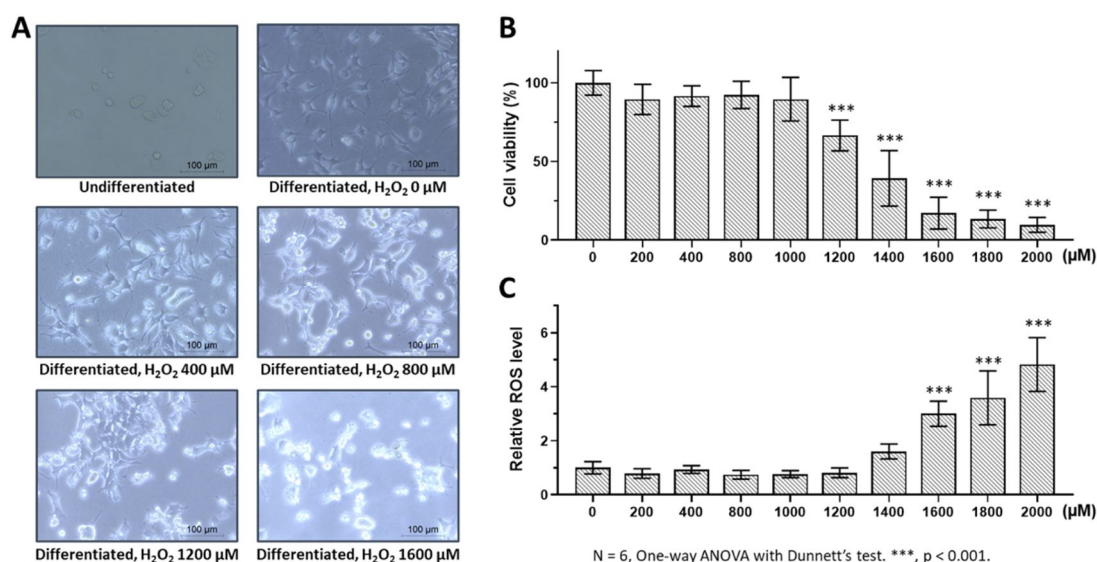 A
100 µm
100 µm
Undifferentiated
Differentiated, H₂O₂ 0 µM
100 µm
100 µm
Differentiated, H₂O₂ 400 µM
Differentiated, H₂O₂ 800 µM
100 µm
100 µm
Differentiated, H₂O₂ 1200 µM
Differentiated, H₂O₂ 1600 µM
B
Cell viability (%)
100
50
0
***
***
***
***
***
0 200 400 800 1000 1200 1400 1600 1800 2000 (µM)
C
Relative ROS level
6
4
2
0
***
***
***
0 200 400 800 1000 1200 1400 1600 1800 2000 (µM)
N = 6, One-way ANOVA with Dunnett’s test. ***, p < 0.001.